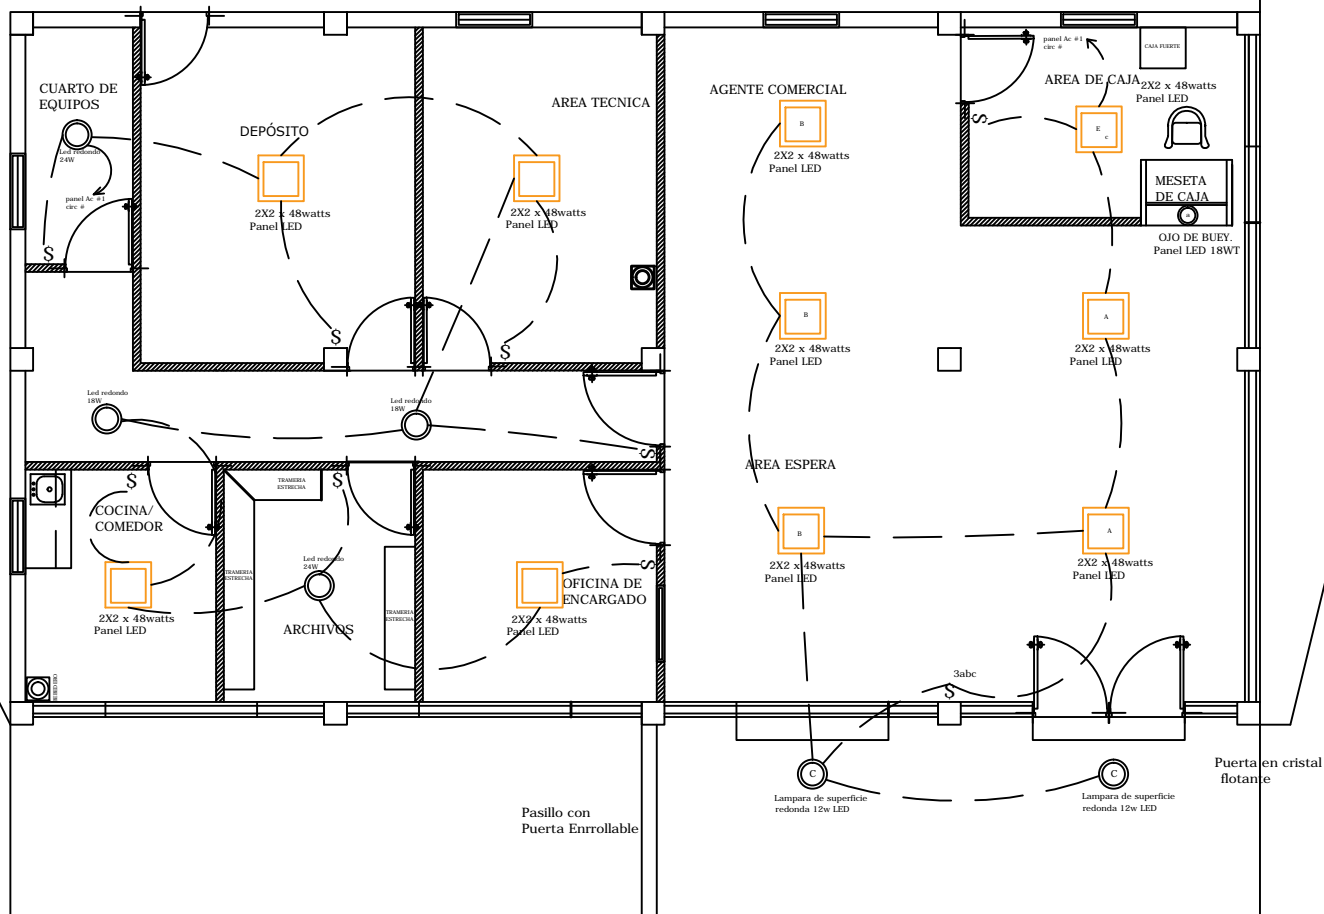 panel Ac #1
circ #
CAJA FUERTE
AREA DE CAJA
2X2 x 48watts
Panel LED
CUARTO DE
EQUIPOS
AREA TECNICA
AGENTE COMERCIAL
DEPÓSITO
B
E
c
Led redondo
24W
2X2 x 48watts
Panel LED
MESETA
DE CAJA
panel Ac #1
circ #
2X2 x 48watts
Panel LED
2X2 x 48watts
Panel LED
OJO DE BUEY.
Panel LED 18WT
$
$
B
A
$
$
2X2 x 48watts
Panel LED
2X2 x 48watts
Panel LED
Led redondo
18W
Led redondo
18W
$
AREA ESPERA
$
$
TRAMERIA
ESTRECHA
COCINA/
COMEDOR
B
A
Led redondo
24W
$
2X2 x 48watts
Panel LED
2X2 x 48watts
Panel LED
TRAMERIA
ESTRECHA
OFICINA DE
ENCARGADO
TRAMERIA
ESTRECHA
2X2 x 48watts
Panel LED
ARCHIVOS
2X2 x 48watts
Panel LED
3abc
$
C
C
Puerta en cristal
flotante
Lampara de superficie
redonda 12w LED
Lampara de superficie
redonda 12w LED
Pasillo con
Puerta Enrrollable